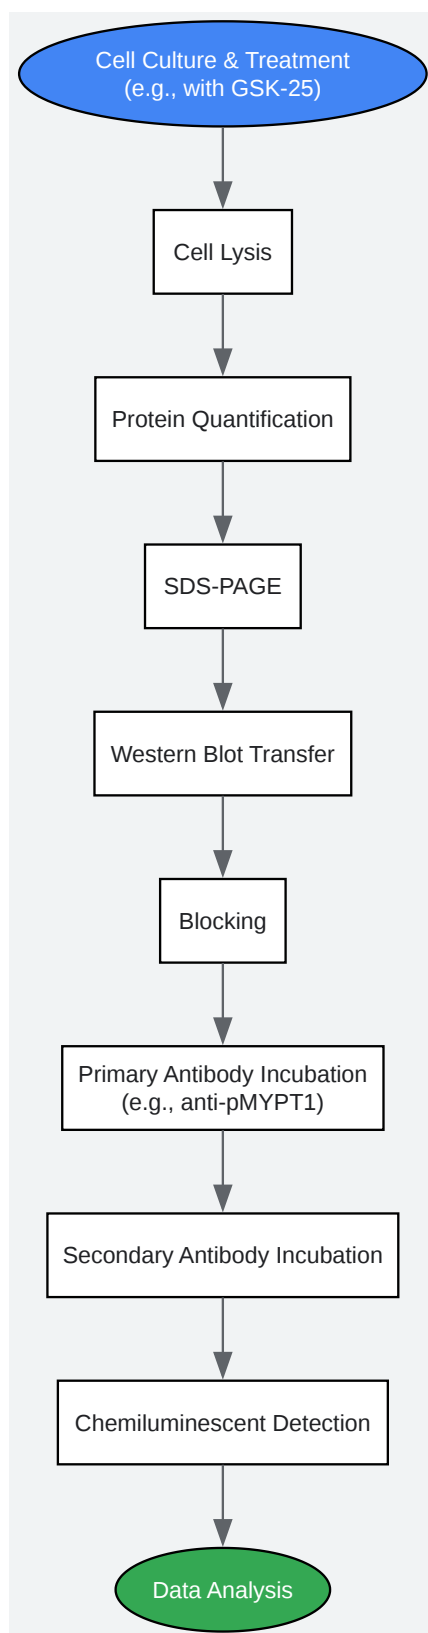 Cell Culture & Treatment
(e.g., with GSK-25)
Cell Lysis
Protein Quantification
SDS-PAGE
Western Blot Transfer
Blocking
Primary Antibody Incubation
(e.g., anti-pMYPT1)
Secondary Antibody Incubation
Chemiluminescent Detection
Data Analysis